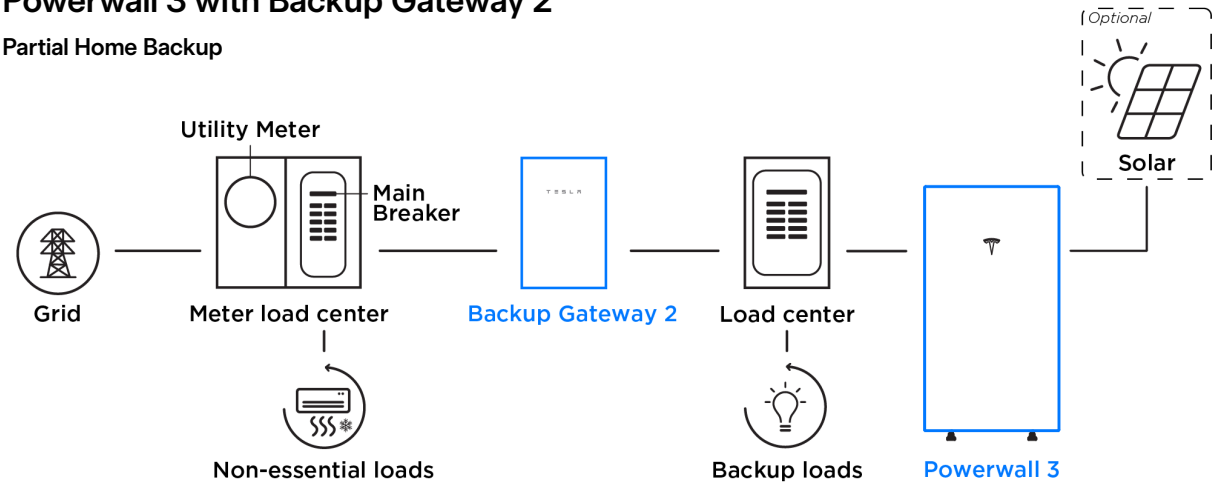 Powerwall 3 with Backup Gateway 2
Partial Home Backup
Optional
Solar
Utility Meter
Main
Breaker
TESLA
Grid
Meter load center
Backup Gateway 2
Load center
Non-essential loads
Backup loads
Powerwall 3